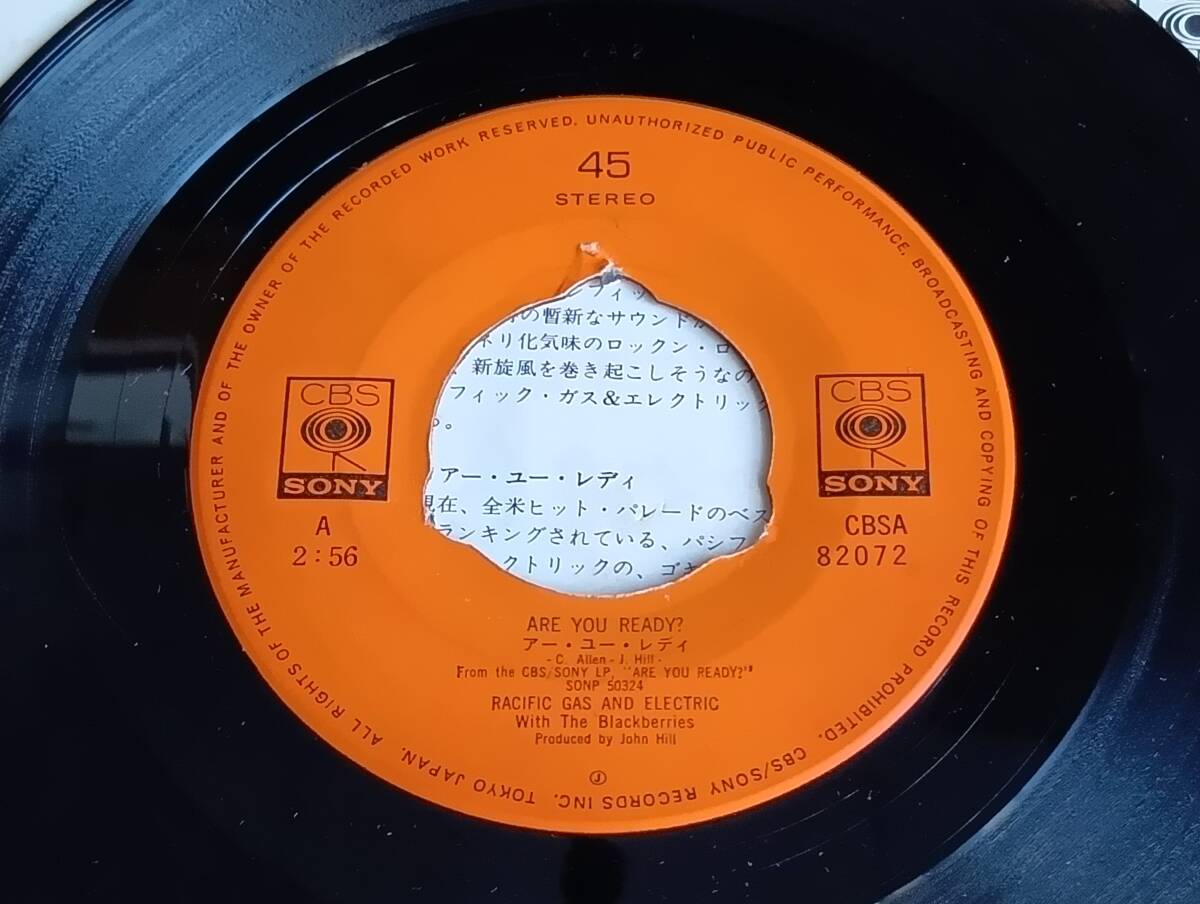 45
STEREO
CBS
SONY
CBS
SONY
A
2:56
CBSA
82072
ARE YOU READY?
アー・ユー・レディ
- C. Allen - J. Hill -
From the CBS/SONY LP, "ARE YOU READY?"
SONP 50324
RACIFIC GAS AND ELECTRIC
With The Blackberries
Produced by John Hill
Ⓙ
ALL RIGHTS OF THE MANUFACTURER AND OF THE OWNER OF THE RECORDED WORK RESERVED. UNAUTHORIZED PUBLIC PERFORMANCE, BROADCASTING AND COPYING OF THIS RECORD PROHIBITED. CBS/SONY RECORDS INC. TOKYO JAPAN.
フィッ
の暫新なサウンドが
ネリ化気味のロックン・ロ
新旋風を巻き起こしそうなの
フィック・ガス&エレクトリック
。
アー・ユー・レディ
現在、全米ヒット・パレードのベス
ランキングされている、パシフ
クトリックの、ゴキ